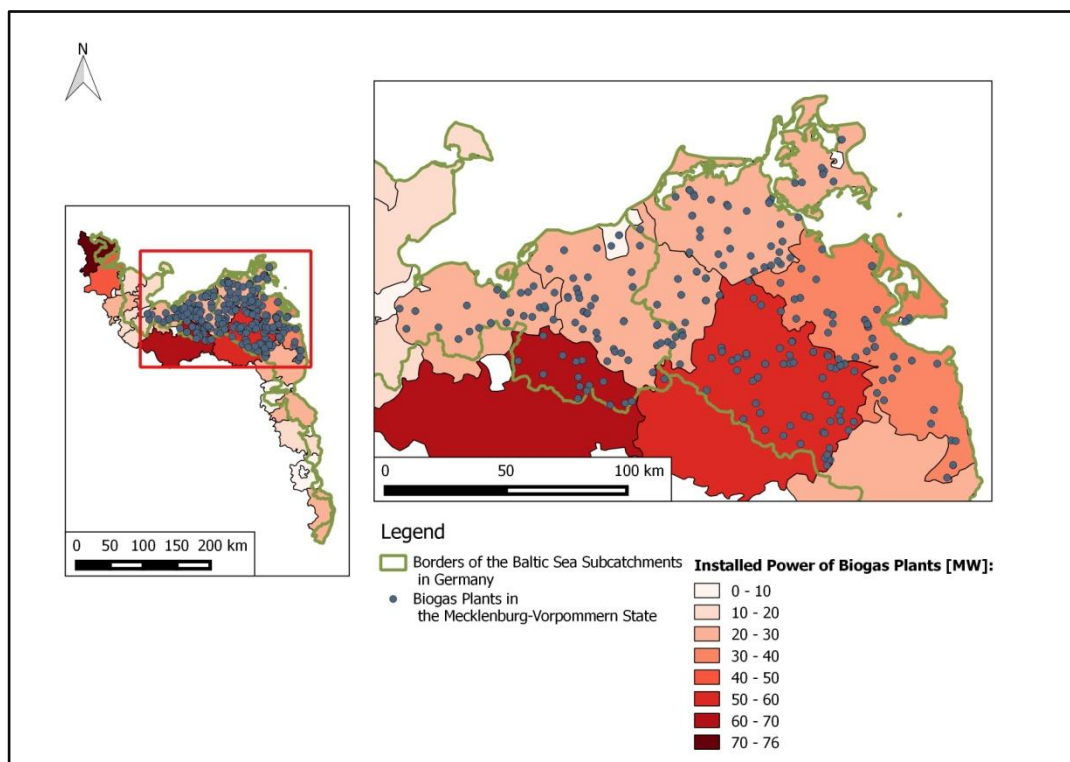 N
0 50 100 km
0 50 100 150 200 km
Legend
Borders of the Baltic Sea Subcatchments
in Germany
Biogas Plants in
the Mecklenburg-Vorpommern State
Installed Power of Biogas Plants [MW]:
0 - 10
10 - 20
20 - 30
30 - 40
40 - 50
50 - 60
60 - 70
70 - 76